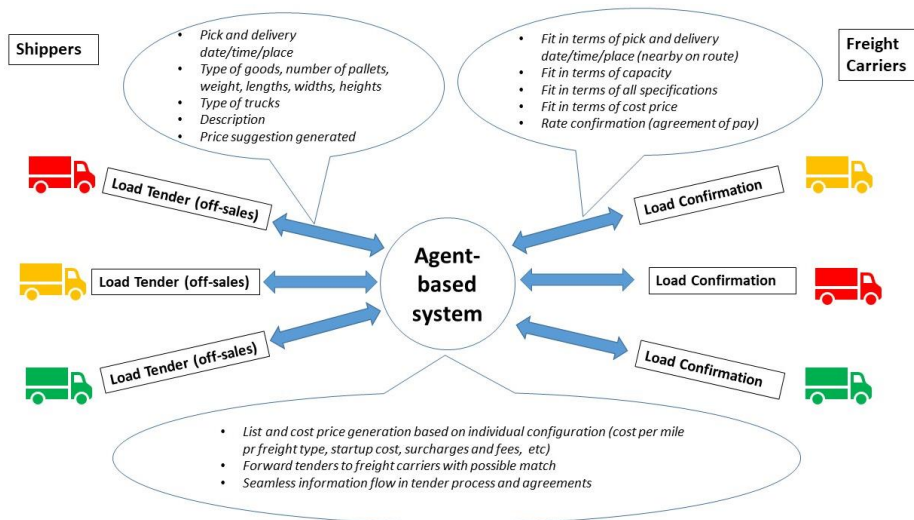 Shippers
• Pick and delivery
date/time/place
• Type of goods, number of pallets,
weight, lengths, widths, heights
• Type of trucks
• Description
• Price suggestion generated
• Fit in terms of pick and delivery
date/time/place (nearby on route)
• Fit in terms of capacity
• Fit in terms of all specifications
• Fit in terms of cost price
• Rate confirmation (agreement of pay)
Freight
Carriers
Load Tender (off-sales)
Load Tender (off-sales)
Load Tender (off-sales)
Agent-
based
system
Load Confirmation
Load Confirmation
Load Confirmation
• List and cost price generation based on individual configuration (cost per mile
pr freight type, startup cost, surcharges and fees, etc)
• Forward tenders to freight carriers with possible match
• Seamless information flow in tender process and agreements